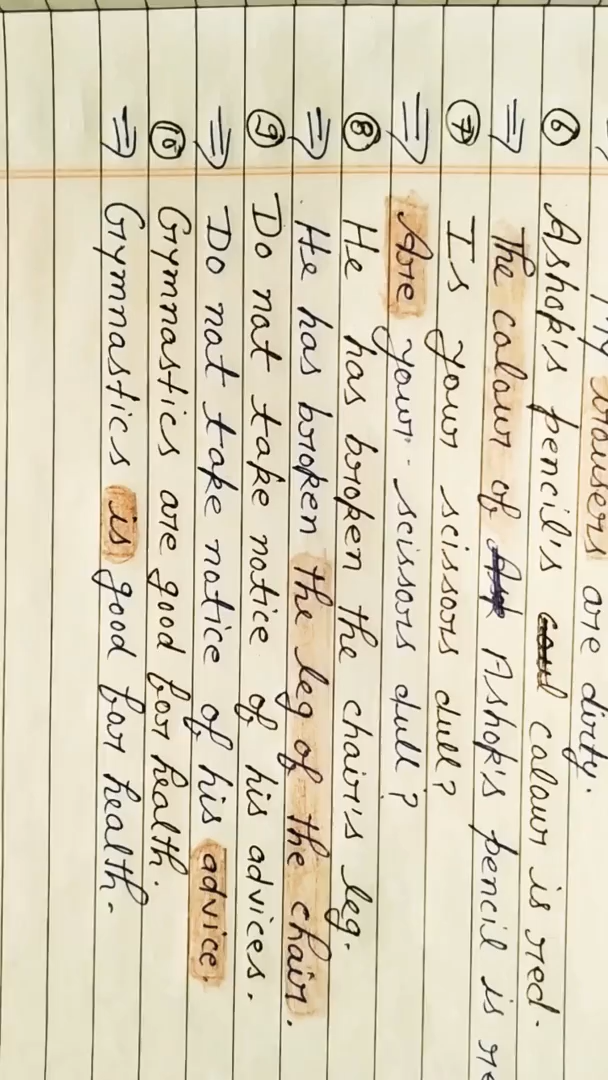 trousers are dirty.
⑥ Ashok's pencil's colour is red.
⇒ The colour of Ashok's pencil is re
⑦ Is your scissors dull?
⇒ Are your scissors dull?
⑧ He has broken the chair's leg.
⇒ He has broken the leg of the chair.
⑨ Do not take notice of his advices.
⇒ Do not take notice of his advice.
⑩ Gymnastics are good for health.
⇒ Gymnastics is good for health.